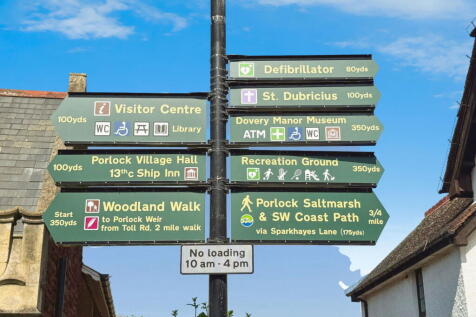 Visitor Centre
100yds
WC
Library
Porlock Village Hall
100yds
13thc Ship Inn
Woodland Walk
Start
350yds
to Porlock Weir
from Toll Rd, 2 mile walk
Defibrillator
80yds
St. Dubricius
100yds
Dovery Manor Museum
ATM
WC
350yds
Recreation Ground
350yds
Porlock Saltmarsh
& SW Coast Path
3/4
mile
via Sparkhayes Lane (175yds)
No loading
10 am - 4 pm